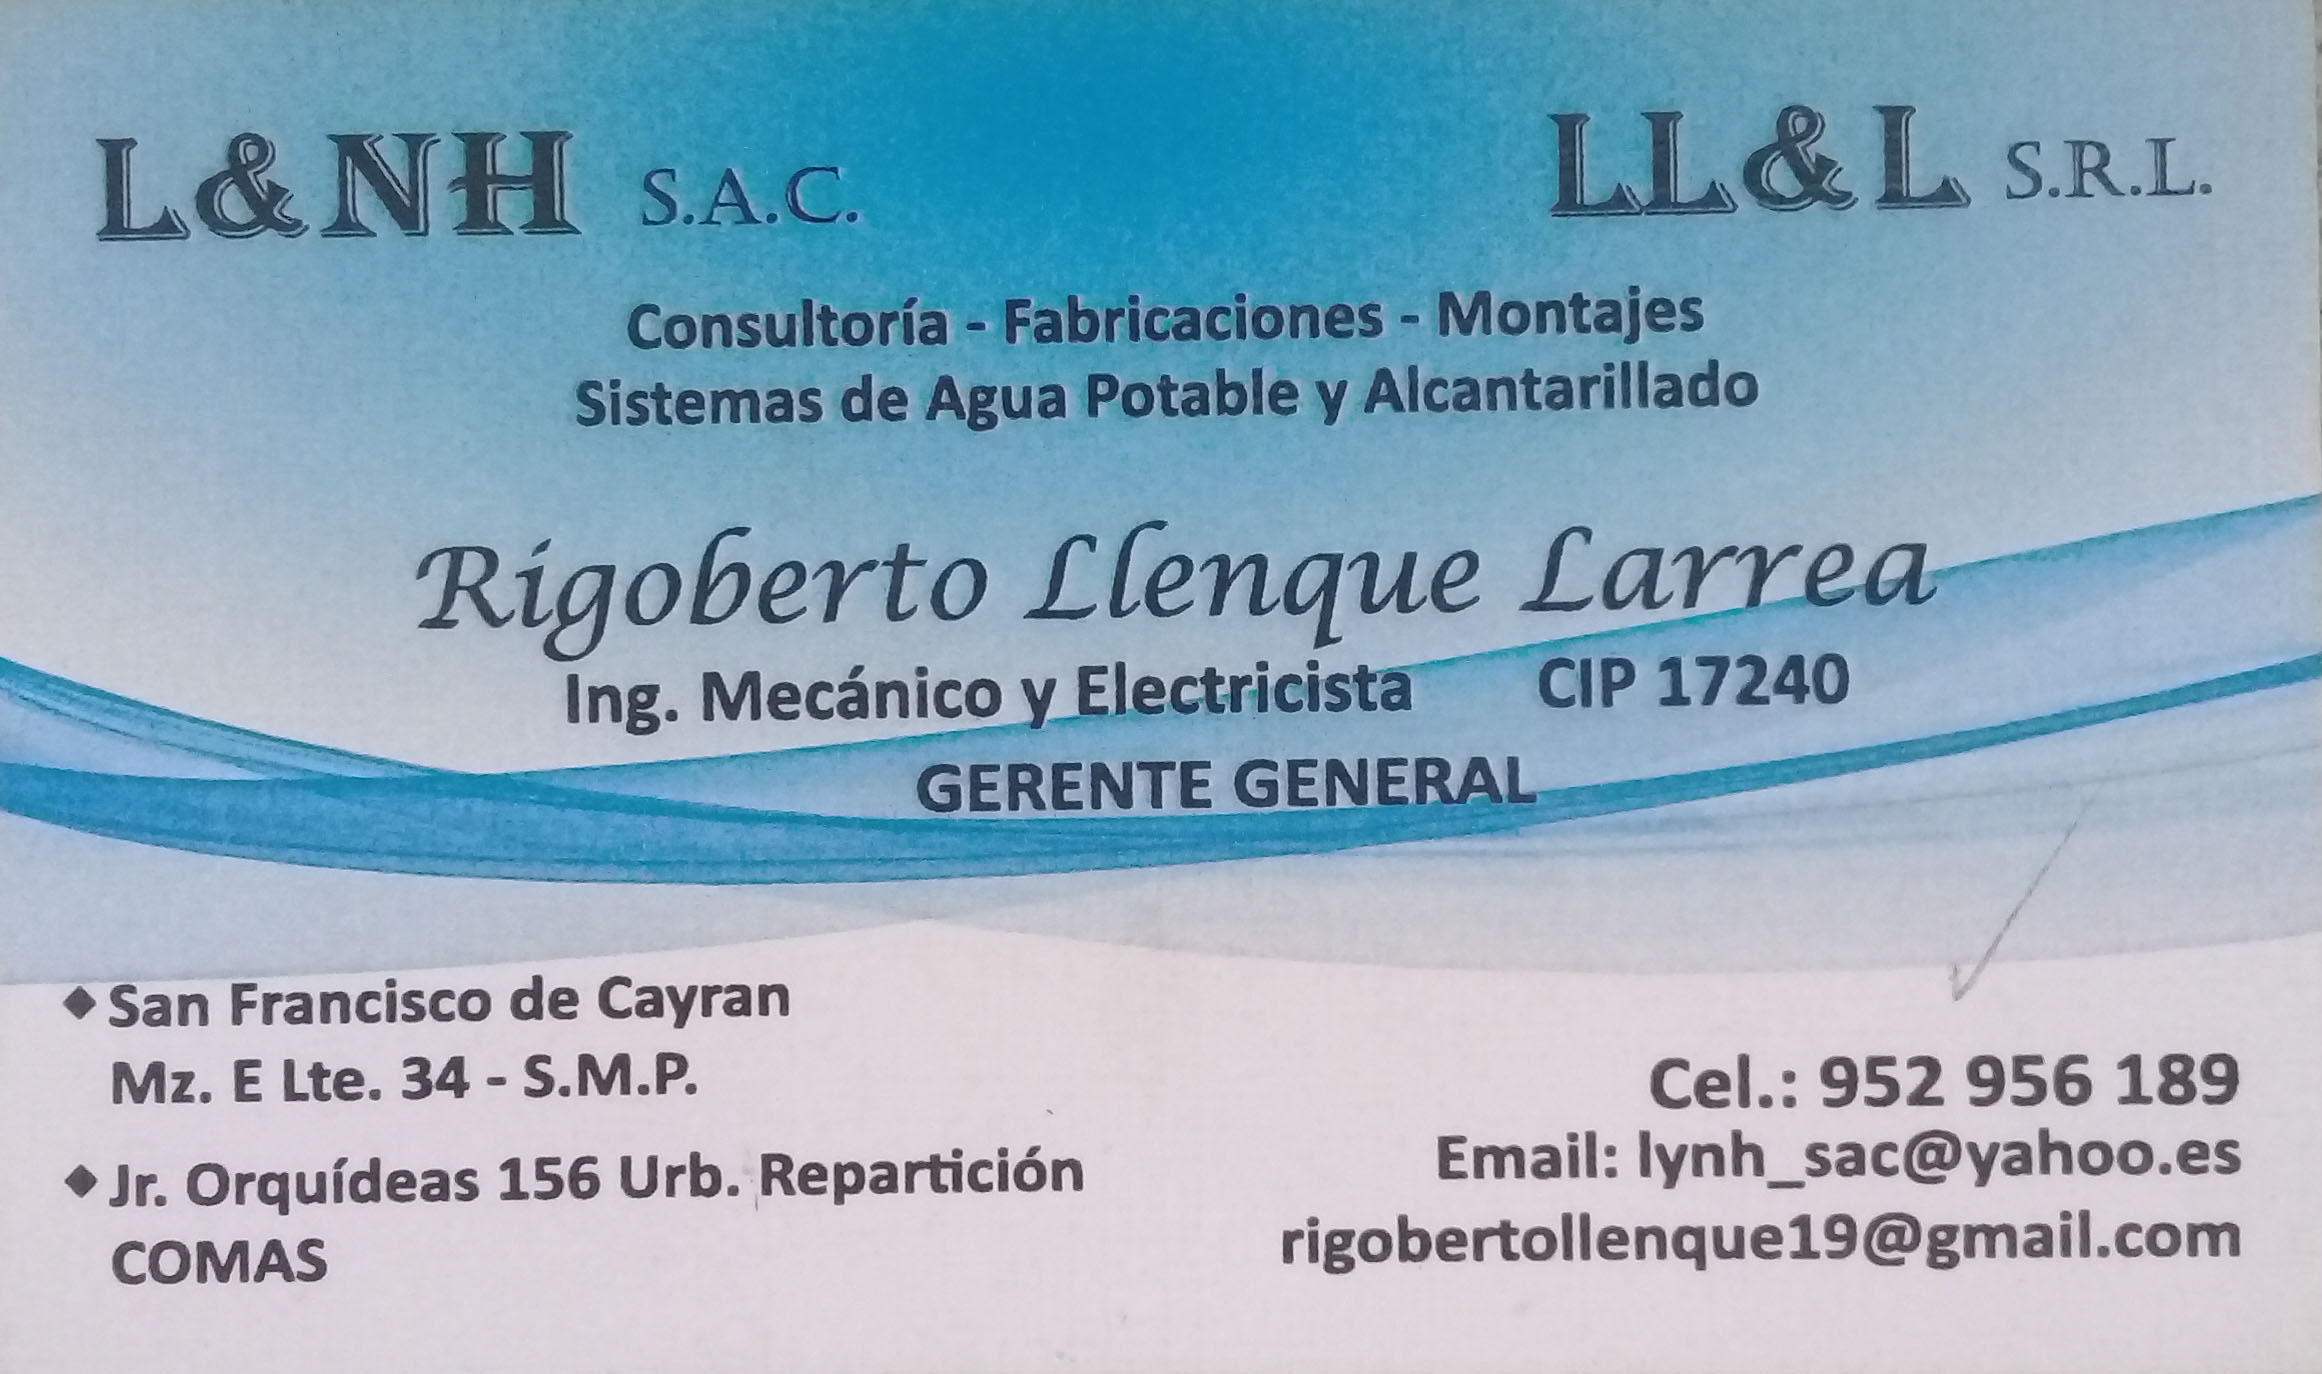 L&NH S.A.C.
LL&L S.R.L.
Consultoría - Fabricaciones - Montajes
Sistemas de Agua Potable y Alcantarillado
Rigoberto Llenque Larrea
Ing. Mecánico y Electricista CIP 17240
GERENTE GENERAL
◆ San Francisco de Cayran
Mz. E Lte. 34 - S.M.P.
◆ Jr. Orquídeas 156 Urb. Repartición
COMAS
Cel.: 952 956 189
Email: lynh_sac@yahoo.es
rigobertollenque19@gmail.com